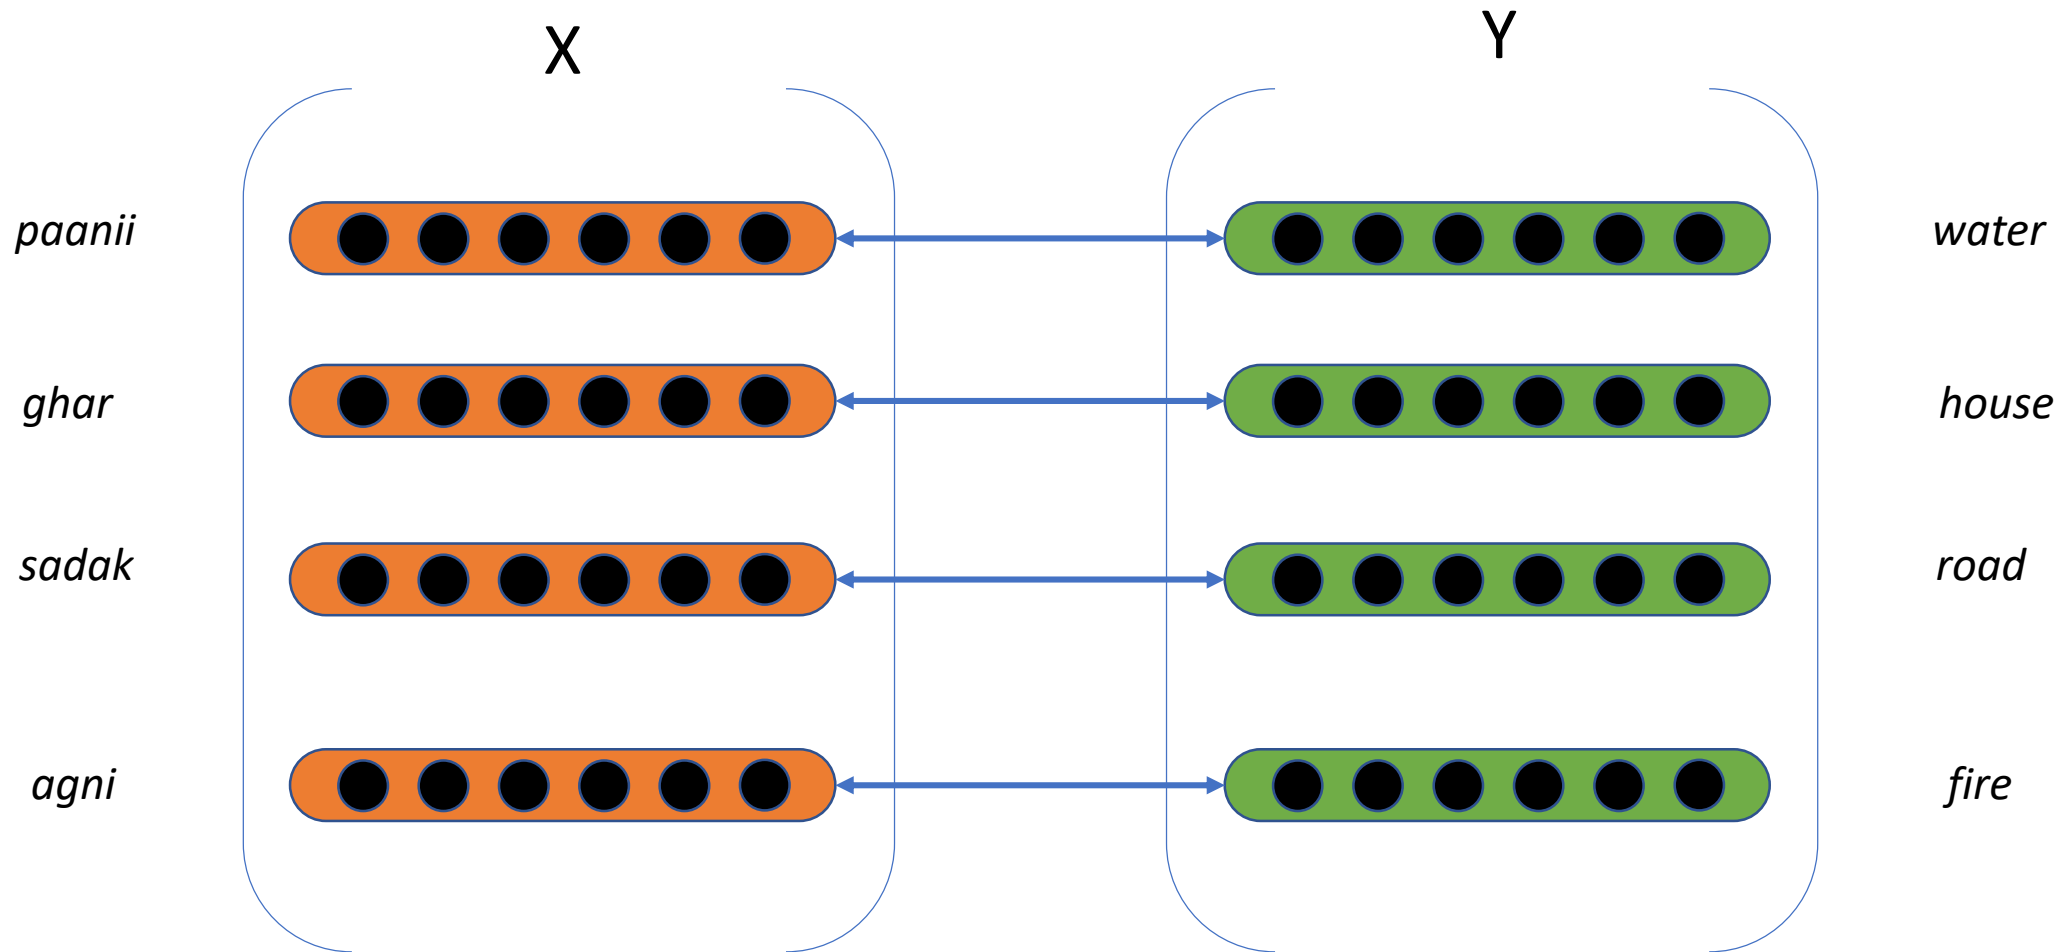 X Y
paanii water
ghar house
sadak road
agni fire